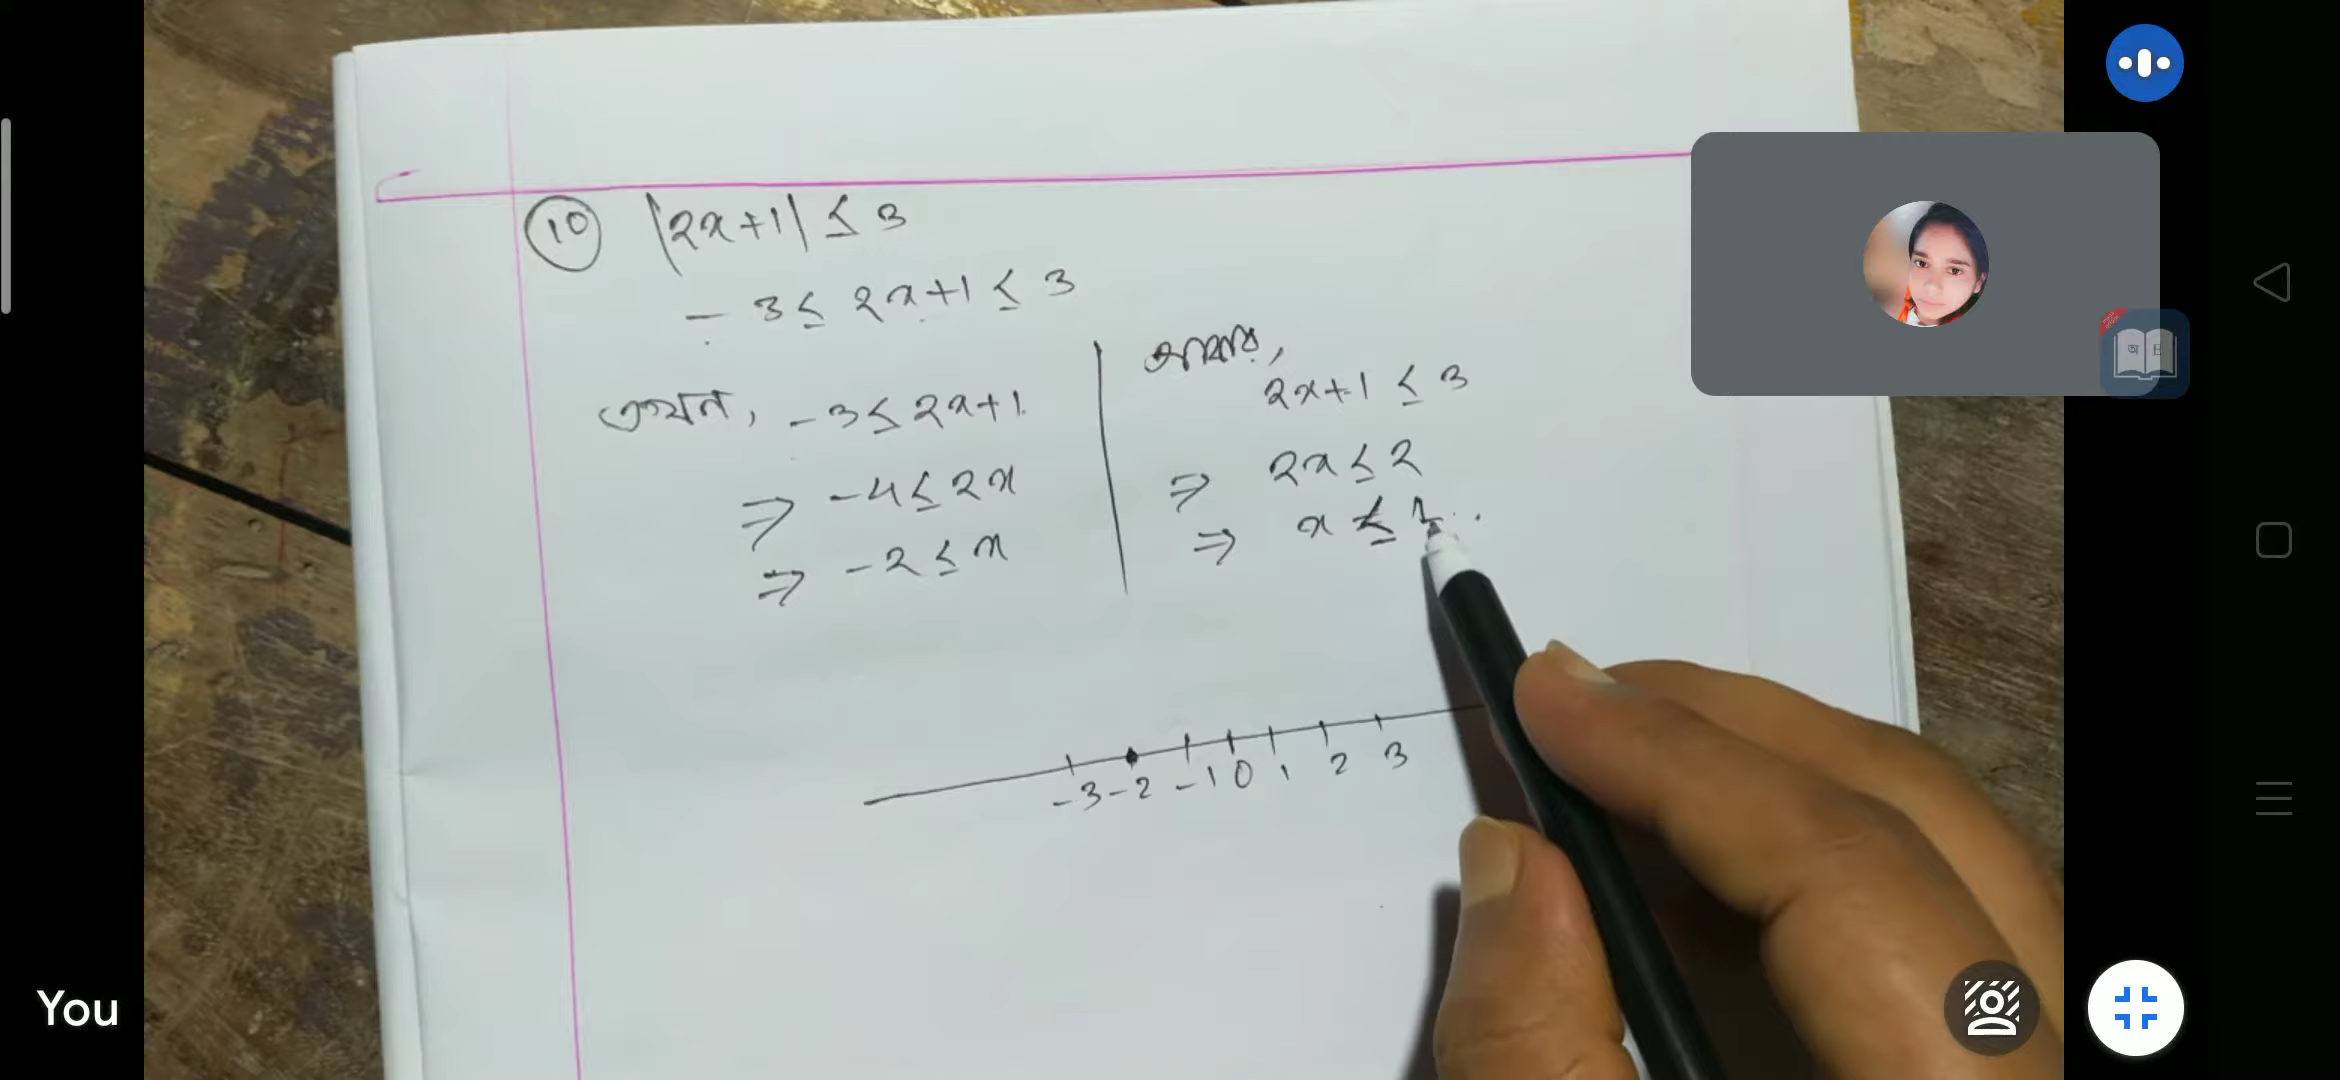 10 |2x+1| ≤ 3
-3 ≤ 2x+1 ≤ 3
এখন, -3 ≤ 2x+1
⇒ -4 ≤ 2x
⇒ -2 ≤ x
আবার,
2x+1 ≤ 3
⇒ 2x ≤ 2
⇒ x ≤ 1
-3 -2 -1 0 1 2 3
You